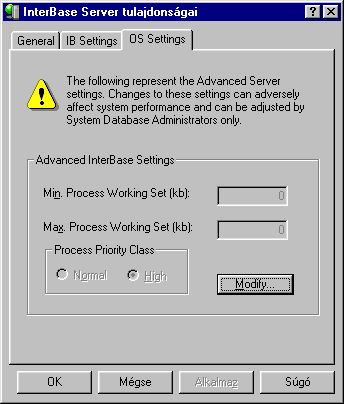 InterBase Server tulajdonságai
General
IB Settings
OS Settings
The following represent the Advanced Server
settings. Changes to these settings can adversely
affect system performance and can be adjusted by
System Database Administrators only.
Advanced InterBase Settings
Min. Process Working Set (kb):
0
Max. Process Working Set (kb):
0
Process Priority Class
Normal
High
Modify...
OK
Mégse
Alkalmaz
Súgó